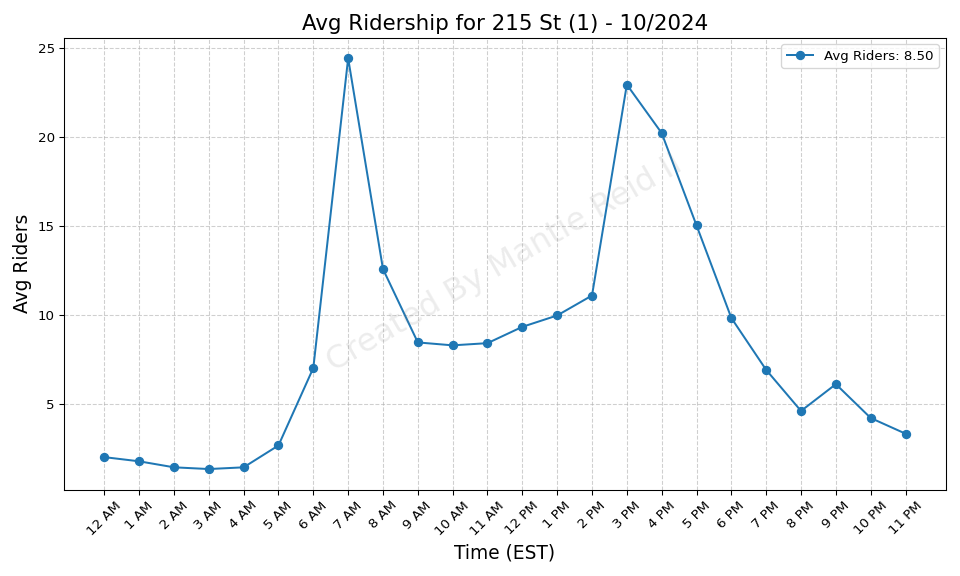 Avg Ridership for 215 St (1) - 10/2024
Avg Riders: 8.50
25
20
15
10
5
Avg Riders
Created By Mantie Reid II
12 AM 1 AM 2 AM 3 AM 4 AM 5 AM 6 AM 7 AM 8 AM 9 AM 10 AM 11 AM 12 PM 1 PM 2 PM 3 PM 4 PM 5 PM 6 PM 7 PM 8 PM 9 PM 10 PM 11 PM
Time (EST)